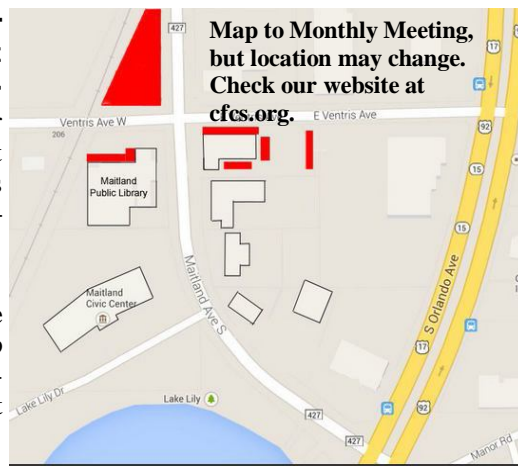 427
Map to Monthly Meeting,
but location may change.
Check our website at
cfcs.org.
17
Ventris Ave W
E Ventris Ave
206
92
15
Maitland
Public Library
15
Maitland Ave S
S Orlando Ave
Maitland
Civic Center
17
Lake Lily Dr
Lake Lily
427
92
427
Manor Rd